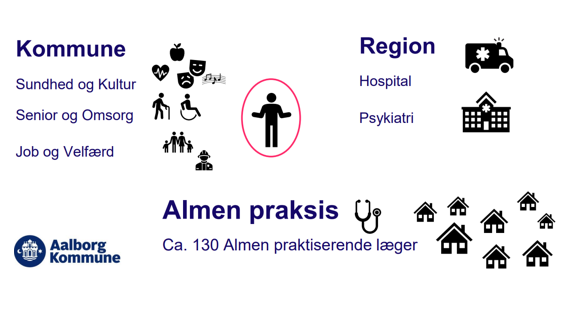 Kommune
Sundhed og Kultur
Senior og Omsorg
Job og Velfærd
Region
Hospital
Psykiatri
Almen praksis
Ca. 130 Almen praktiserende læger
Aalborg
Kommune